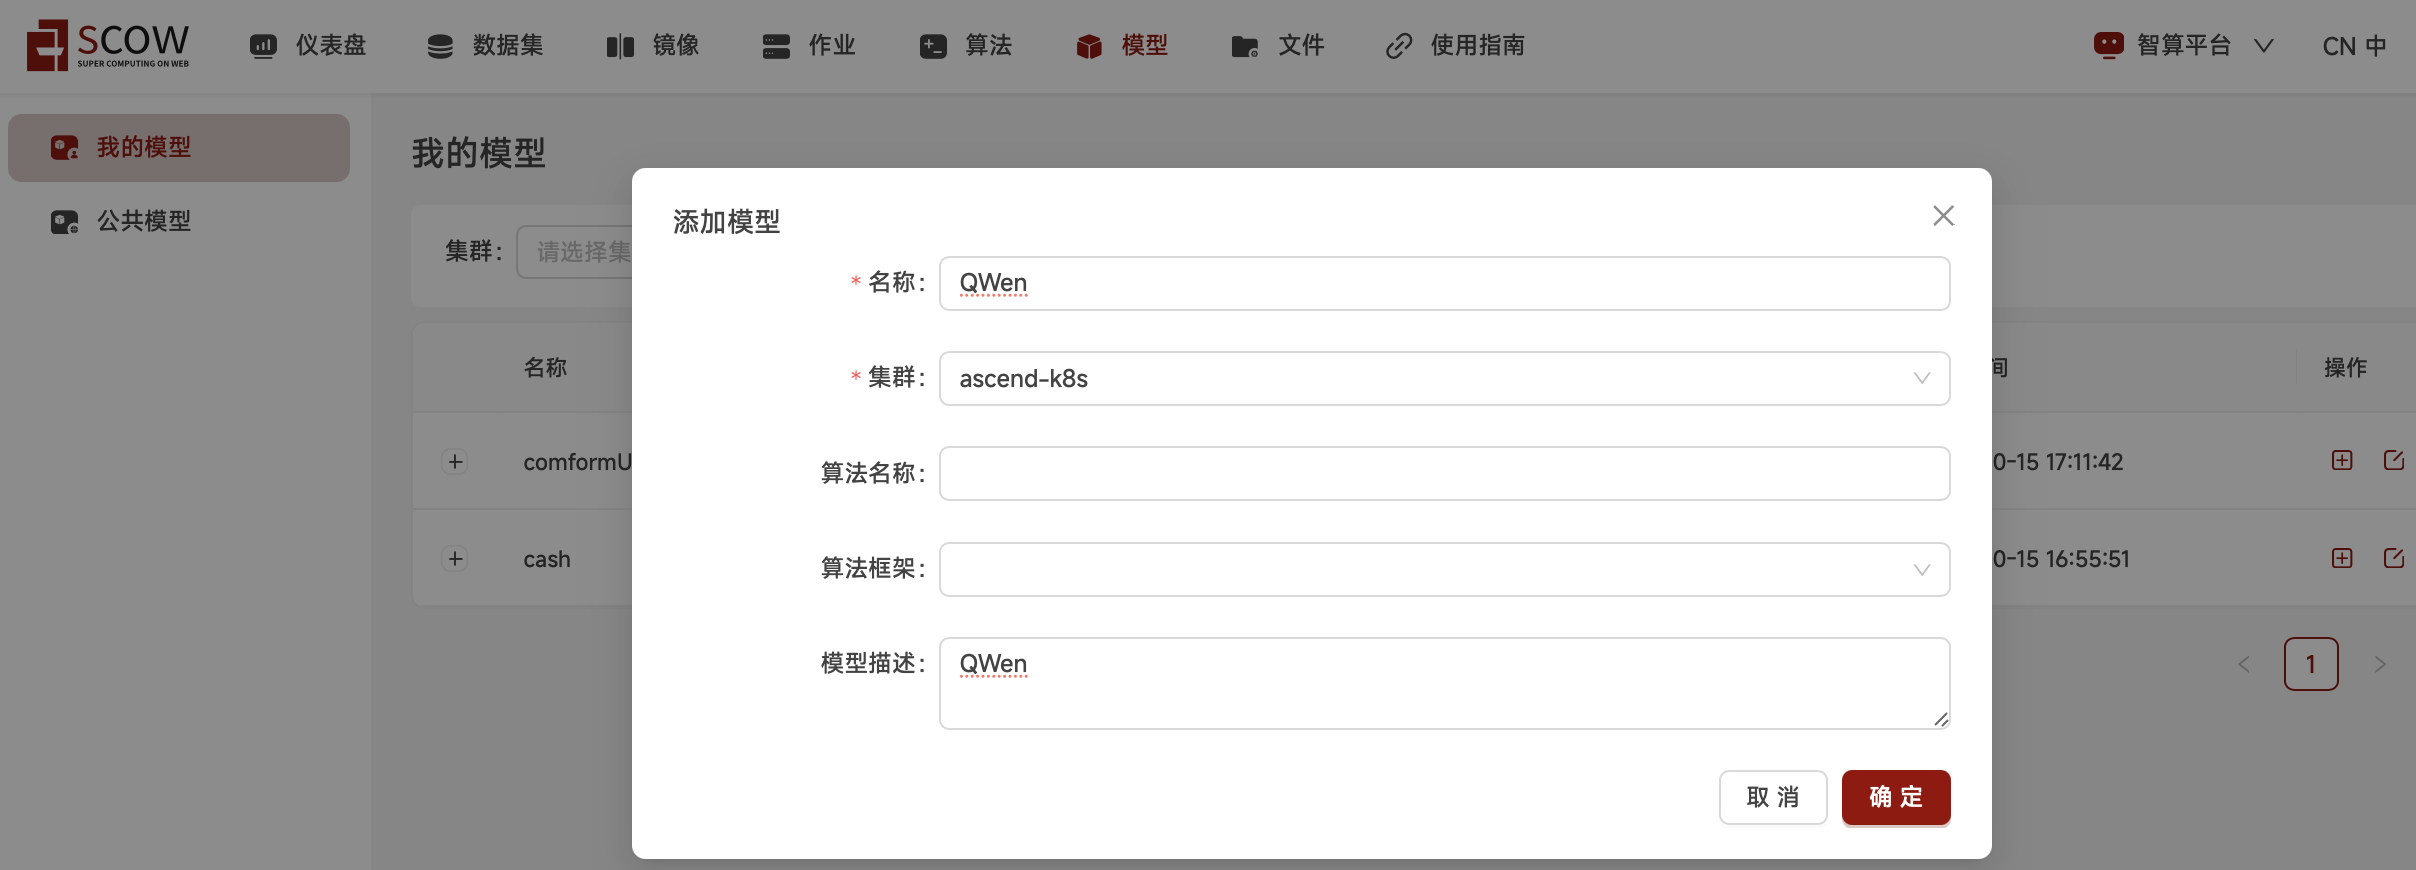 SCOW
SUPER COMPUTING ON WEB
仪表盘
数据集
镜像
作业
算法
模型
文件
使用指南
智算平台
CN 中
我的模型
公共模型
我的模型
集群：
请选择集
名称
间
操作
comformU
0-15 17:11:42
cash
0-15 16:55:51
1
添加模型
* 名称： QWen
* 集群： ascend-k8s
算法名称：
算法框架：
模型描述： QWen
取 消
确 定